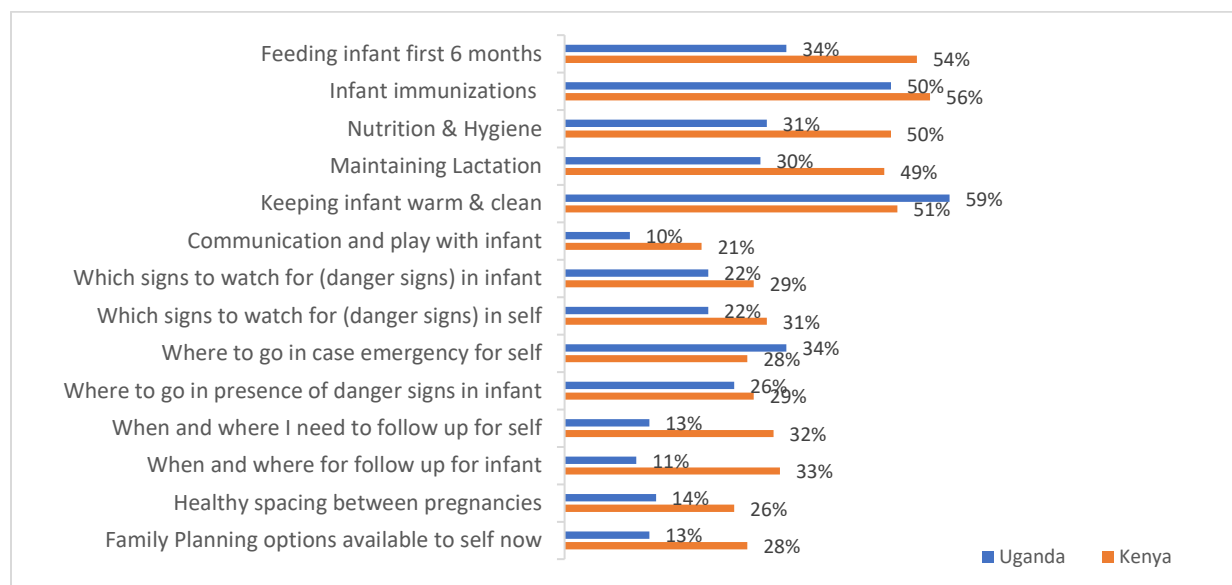 Feeding infant first 6 months 34% 54%
Infant immunizations 50% 56%
Nutrition & Hygiene 31% 50%
Maintaining Lactation 30% 49%
Keeping infant warm & clean 59% 51%
Communication and play with infant 10% 21%
Which signs to watch for (danger signs) in infant 22% 29%
Which signs to watch for (danger signs) in self 22% 31%
Where to go in case emergency for self 34% 28%
Where to go in presence of danger signs in infant 26% 29%
When and where I need to follow up for self 13% 32%
When and where for follow up for infant 11% 33%
Healthy spacing between pregnancies 14% 26%
Family Planning options available to self now 13% 28%
Uganda Kenya